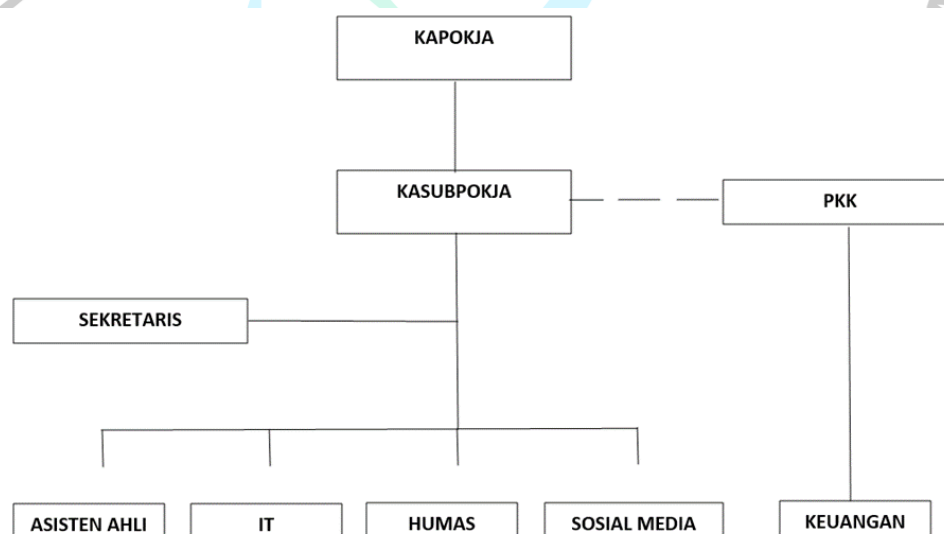 KAPOKJA
KASUBPOKJA
PKK
SEKRETARIS
ASISTEN AHLI
IT
HUMAS
SOSIAL MEDIA
KEUANGAN